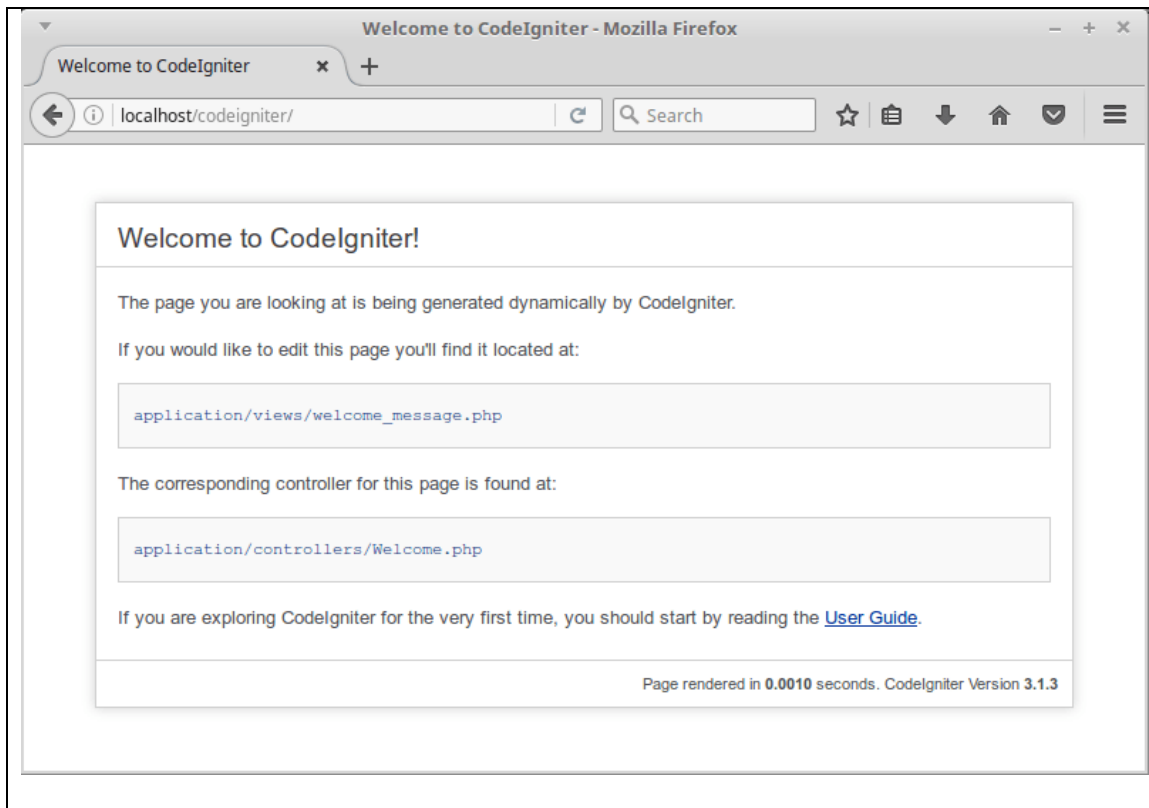 Welcome to CodeIgniter - Mozilla Firefox
Welcome to CodeIgniter
localhost/codeigniter/
Search
Welcome to CodeIgniter!
The page you are looking at is being generated dynamically by CodeIgniter.
If you would like to edit this page you'll find it located at:
application/views/welcome_message.php
The corresponding controller for this page is found at:
application/controllers/Welcome.php
If you are exploring CodeIgniter for the very first time, you should start by reading the User Guide.
Page rendered in 0.0010 seconds. CodeIgniter Version 3.1.3